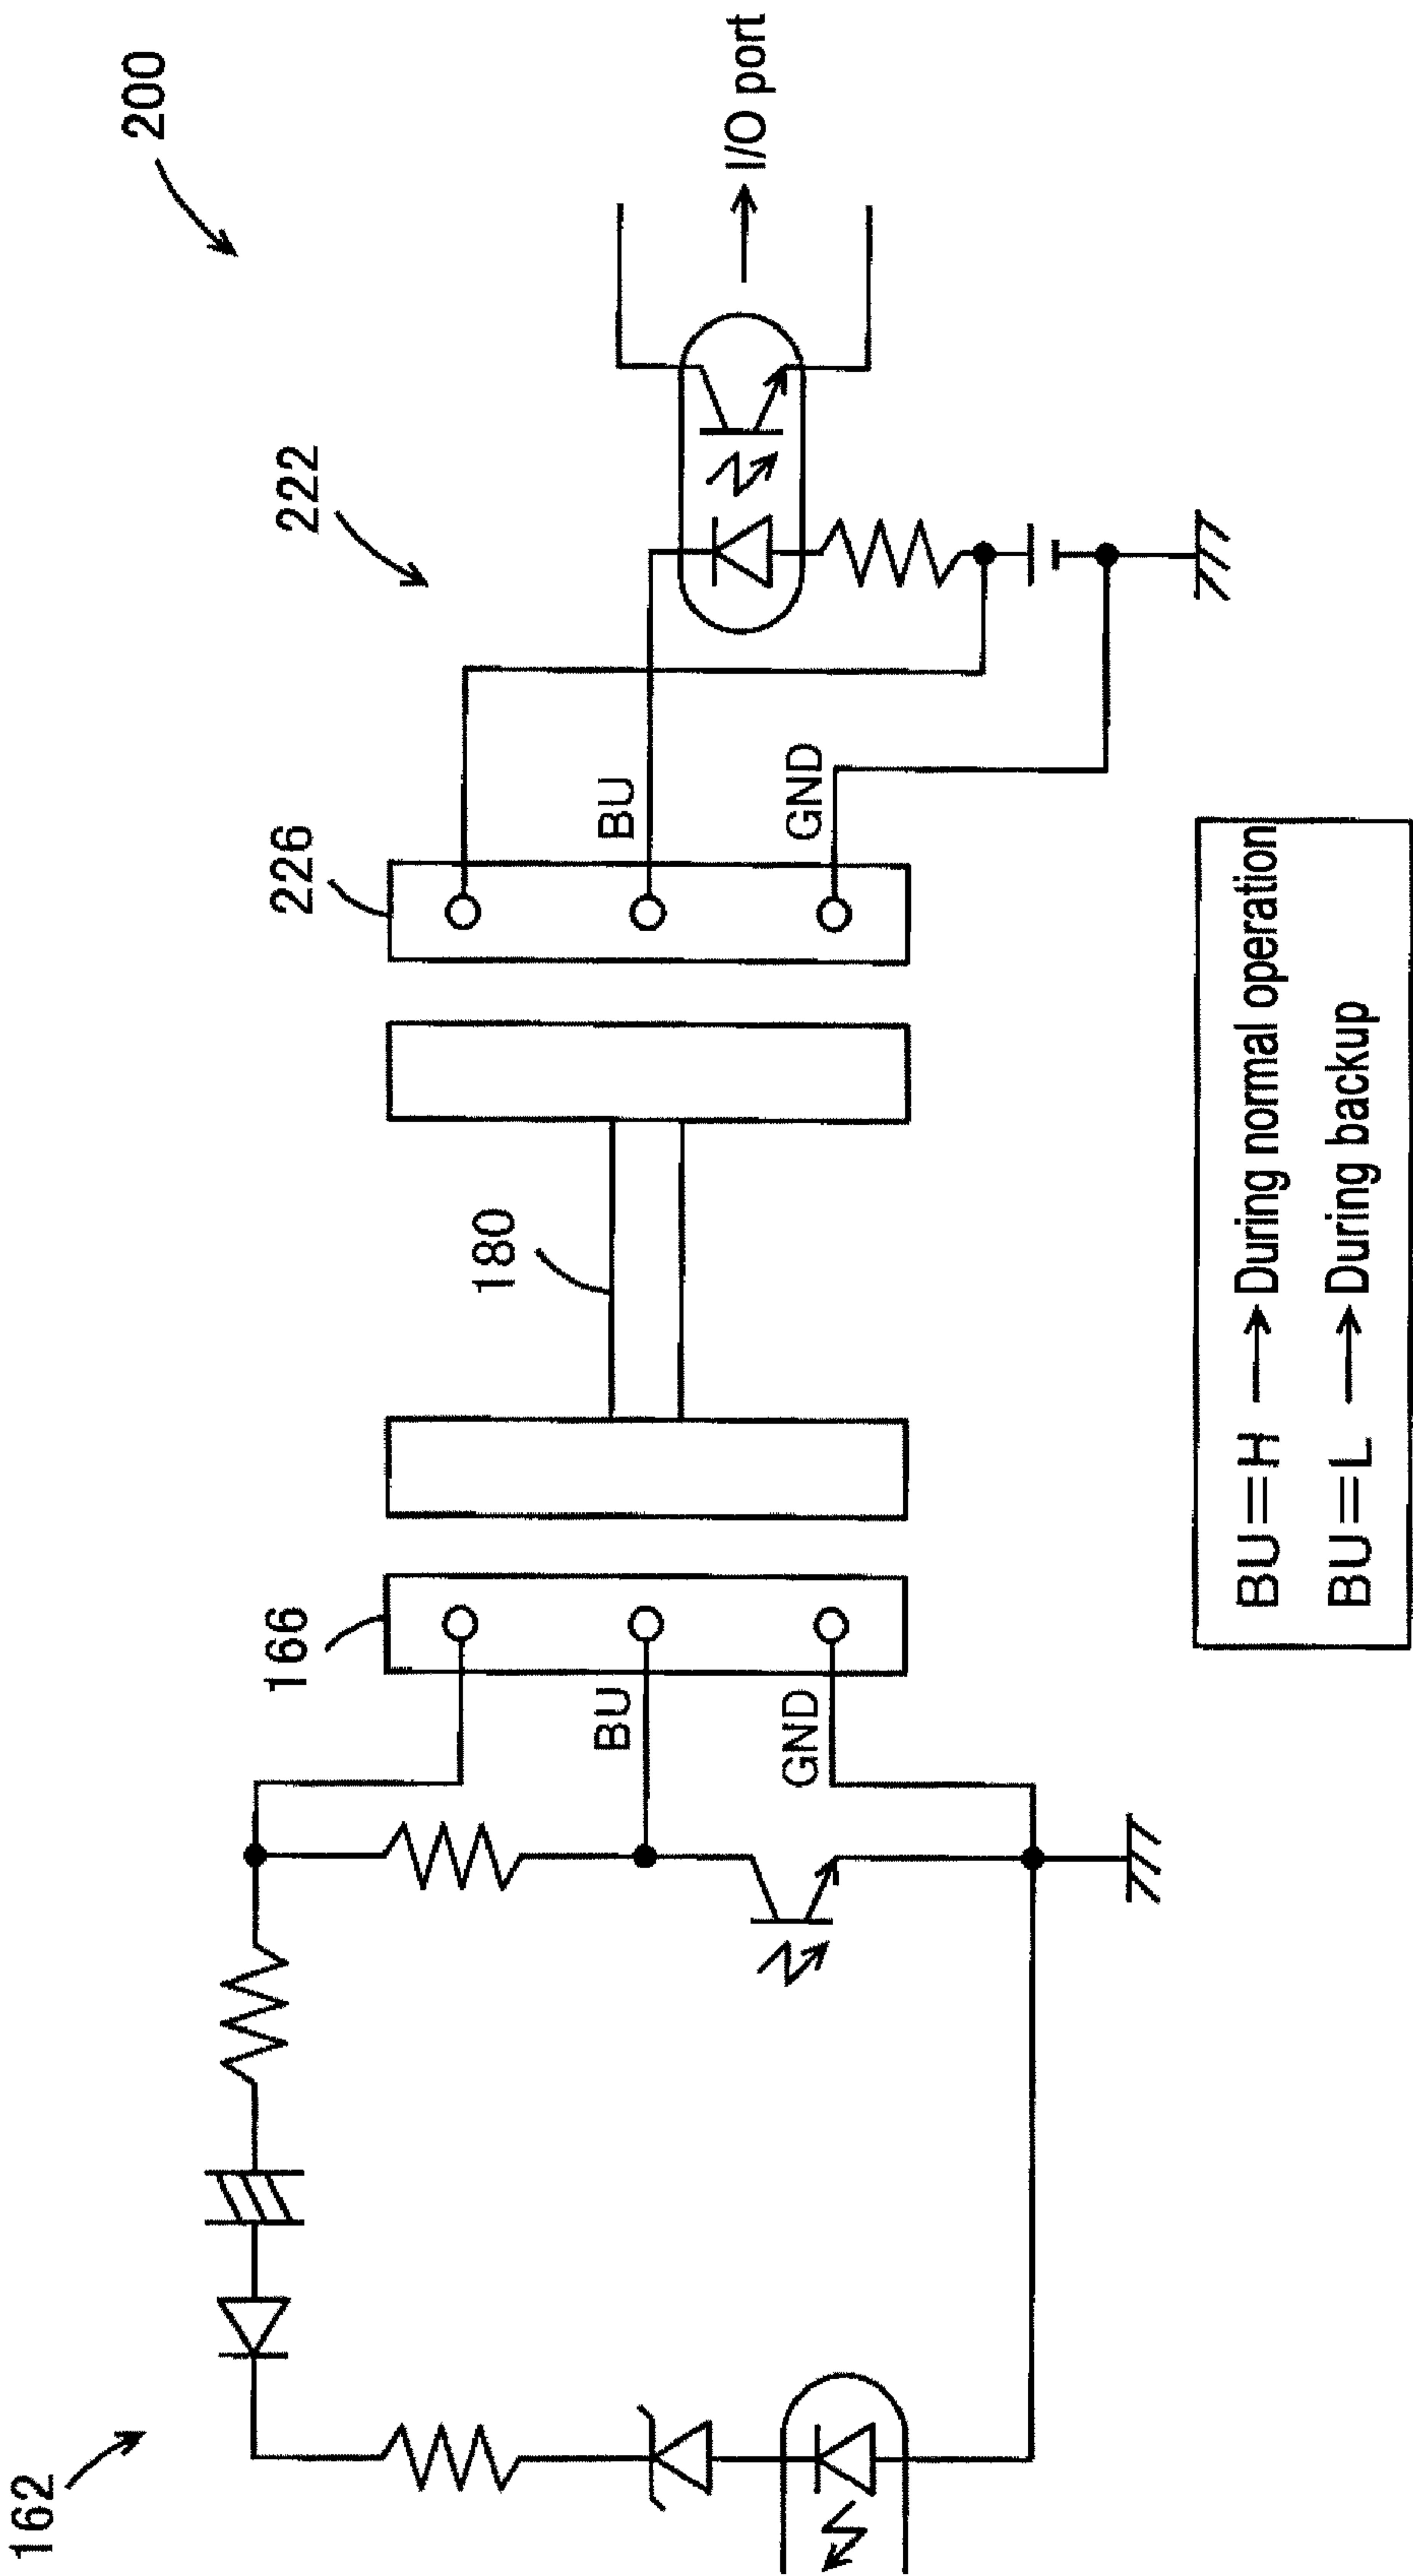 200
222
I/O port
226
BU
GND
180
166
BU
GND
162
BU=H → During normal operation
BU=L → During backup